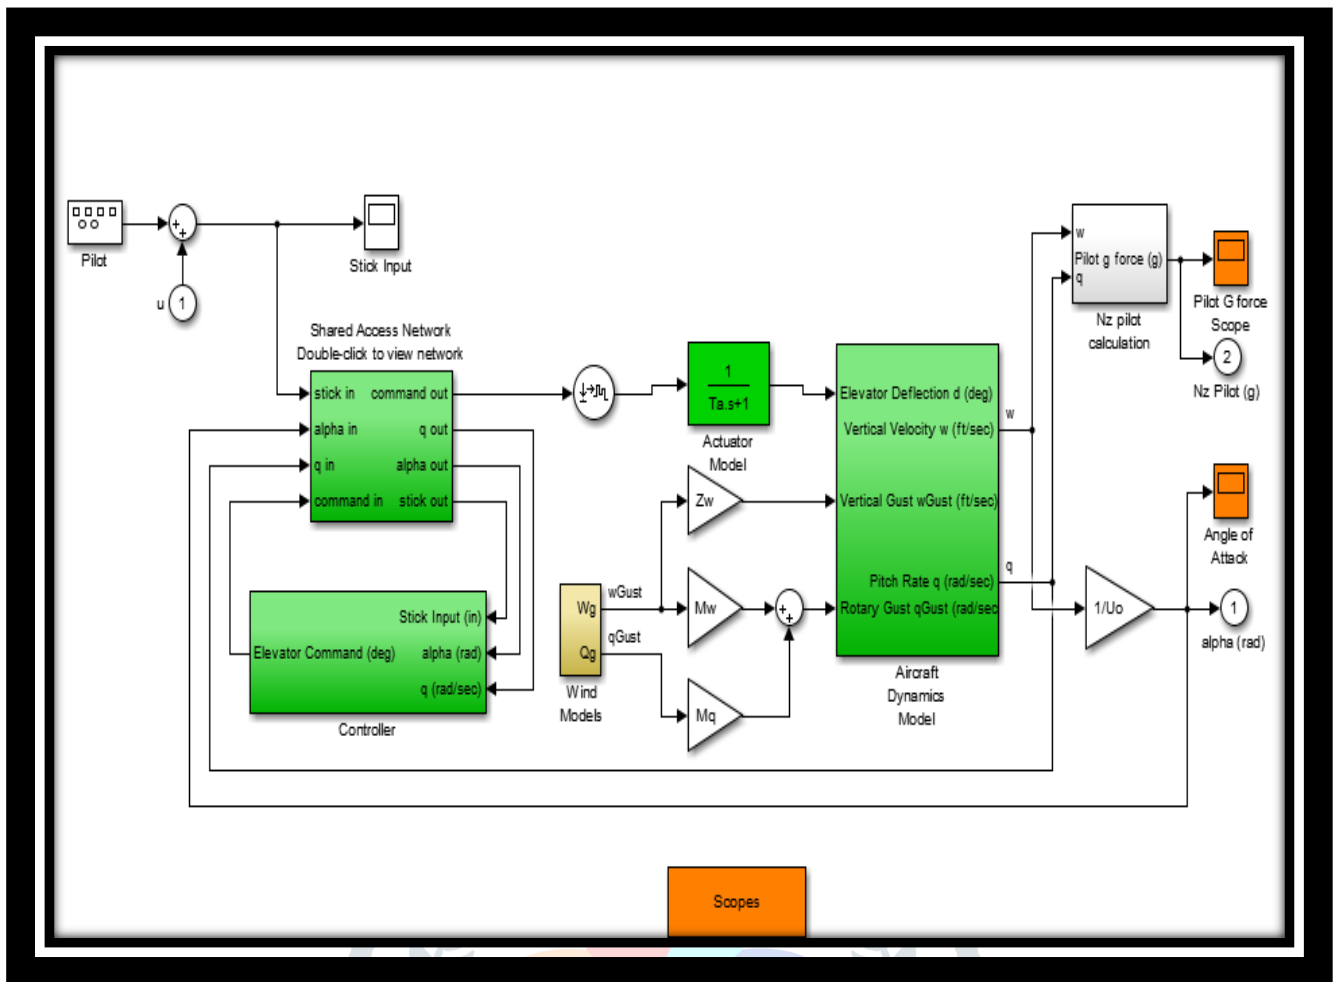 Pilot
u
1
Stick Input
Shared Access Network
Double-click to view network
stick in
command out
alpha in
q out
q in
alpha out
command in
stick out
Stick Input (in)
Elevator Command (deg)
alpha (rad)
q (rad/sec)
Controller
1
Ta.s+1
Actuator
Model
Zw
Mw
Mq
wGust
Wg
qGust
Qg
Wind
Models
Elevator Deflection d (deg)
Vertical Velocity w (ft/sec)
Vertical Gust wGust (ft/sec)
Pitch Rate q (rad/sec)
Rotary Gust qGust (rad/sec
Aircraft
Dynamics
Model
w
q
w
Pilot g force (g)
q
Nz pilot
calculation
Pilot G force
Scope
2
Nz Pilot (g)
Angle of
Attack
1/Uo
1
alpha (rad)
Scopes